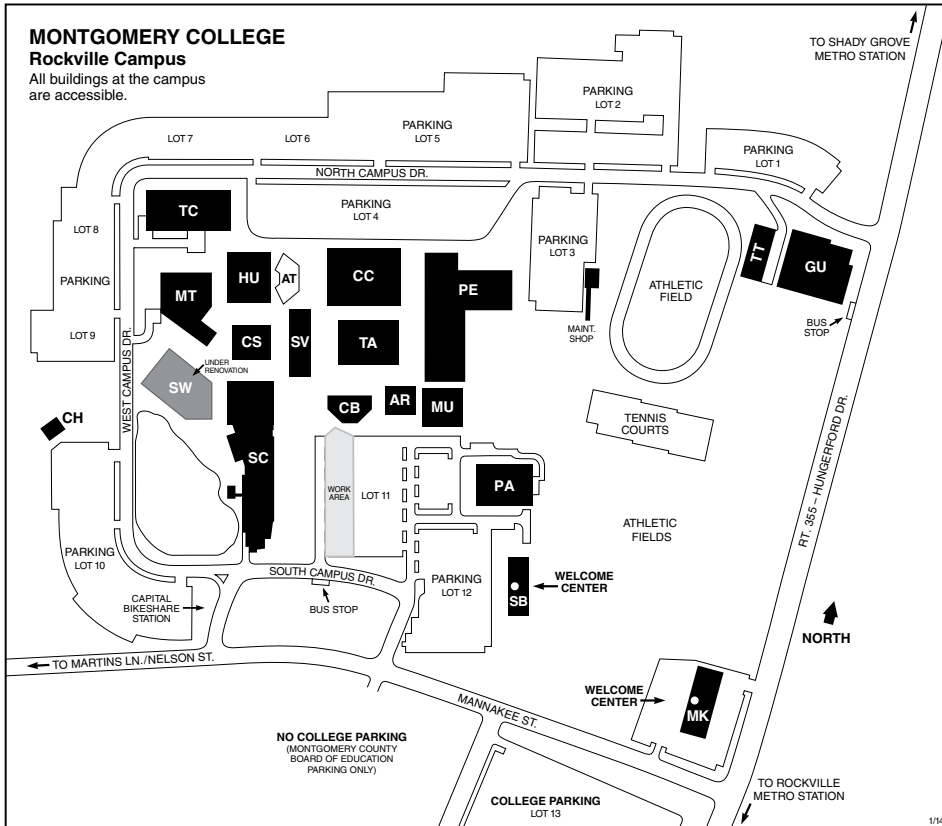 MONTGOMERY COLLEGE
Rockville Campus
All buildings at the campus
are accessible.
TO SHADY GROVE
METRO STATION
PARKING
LOT 2
LOT 7
LOT 6
PARKING
LOT 5
PARKING
LOT 1
NORTH CAMPUS DR.
TC
PARKING
LOT 4
LOT 8
PARKING
LOT 9
PARKING
LOT 3
TT
GU
HU
AT
CC
PE
MT
ATHLETIC
FIELD
BUS
STOP
MAINT.
SHOP
CS
SV
TA
WEST CAMPUS DR.
UNDER
RENOVATION
SW
CH
CB
AR
MU
TENNIS
COURTS
SC
WORK
AREA
LOT 11
PA
RT. 355 – HUNGERFORD DR.
ATHLETIC
FIELDS
PARKING
LOT 10
SOUTH CAMPUS DR.
PARKING
LOT 12
WELCOME
CENTER
SB
CAPITAL
BIKESHARE
STATION
BUS STOP
NORTH
TO MARTINS LN./NELSON ST.
WELCOME
CENTER
MK
MANNAKEE ST.
NO COLLEGE PARKING
(MONTGOMERY COUNTY
BOARD OF EDUCATION
PARKING ONLY)
TO ROCKVILLE
METRO STATION
COLLEGE PARKING
LOT 13
1/14